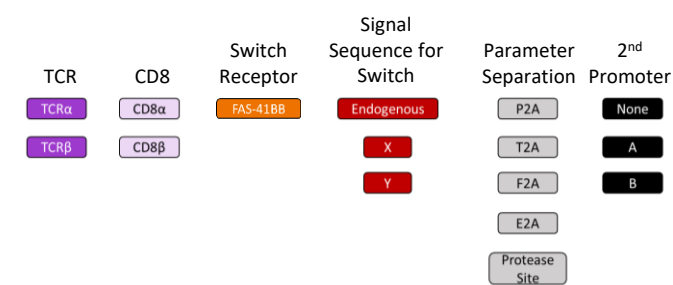 TCR
CD8
Switch
Receptor
Signal
Sequence for
Switch
Parameter
Separation
2nd
Promoter
TCRα
CD8α
FAS-41BB
Endogenous
P2A
None
TCRβ
CD8β
X
T2A
A
Y
F2A
B
E2A
Protease
Site